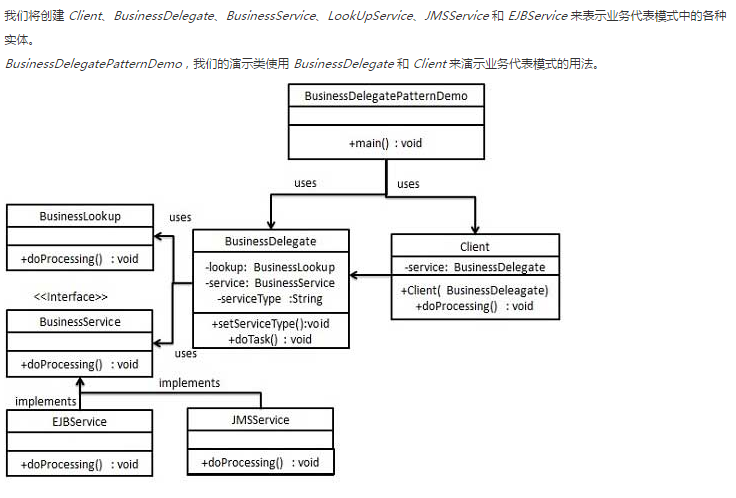 我们将创建 Client、BusinessDelegate、BusinessService、LookUpService、JMSService 和 EJBService 来表示业务代表模式中的各种
实体。
BusinessDelegatePatternDemo，我们的演示类使用 BusinessDelegate 和 Client 来演示业务代表模式的用法。
BusinessDelegatePatternDemo
+main() : void
uses
uses
BusinessLookup
+doProcessing() : void
uses
BusinessDelegate
-lookup: BusinessLookup
-service: BusinessService
-serviceType :String
+setServiceType():void
+doTask() : void
Client
-service: BusinessDelegate
+Client( BusinessDeleagate)
+doProcessing() : void
<<Interface>>
BusinessService
+doProcessing() : void
uses
implements
implements
EJBService
+doProcessing() : void
JMSService
+doProcessing() : void